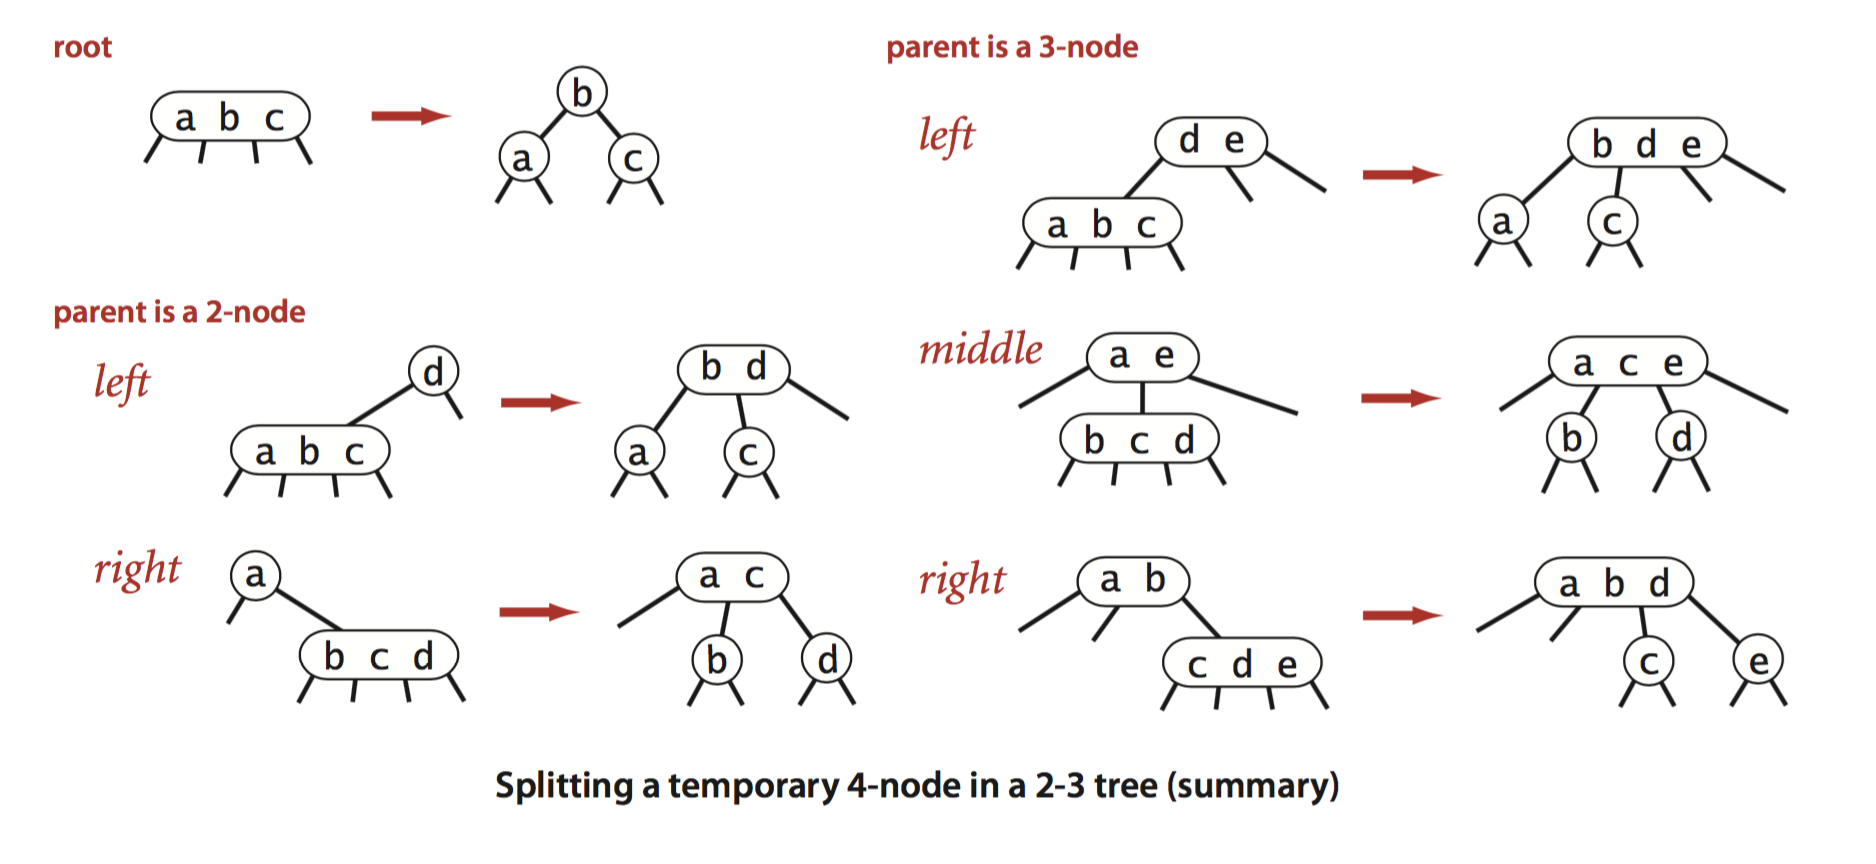 root
a b c
b
a
c
parent is a 2-node
left
d
a b c
b d
a
c
right
a
b c d
a c
b
d
parent is a 3-node
left
d e
a b c
b d e
a
c
middle
a e
b c d
a c e
b
d
right
a b
c d e
a b d
c
e
Splitting a temporary 4-node in a 2-3 tree (summary)